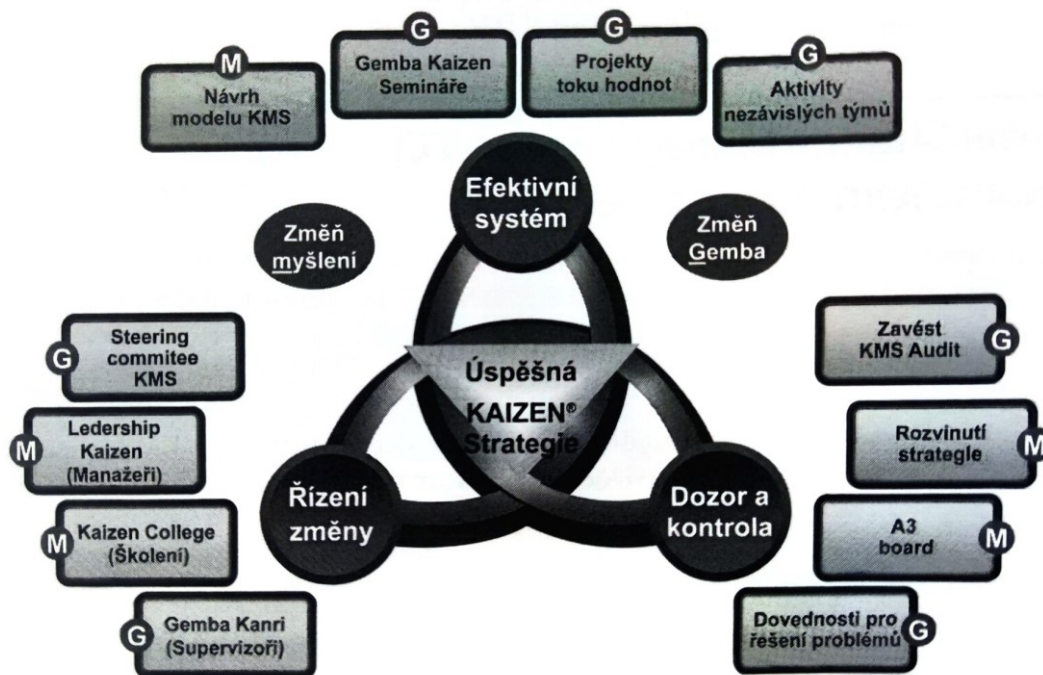 M
Návrh
modelu KMS
G
Gemba Kaizen
Semináře
G
Projekty
toku hodnot
G
Aktivity
nezávislých týmů
Efektivní
systém
Změň
myšlení
Změň
Gemba
G
Steering
commitee
KMS
M
Ledership
Kaizen
(Manažeři)
M
Kaizen College
(Školení)
G
Gemba Kanri
(Supervizoři)
Úspěšná
KAIZEN®
Strategie
Řízení
změny
Dozor a
kontrola
Zavést
KMS Audit
G
Rozvinutí
strategie
M
A3
board
M
Dovednosti pro
řešení problémů
G